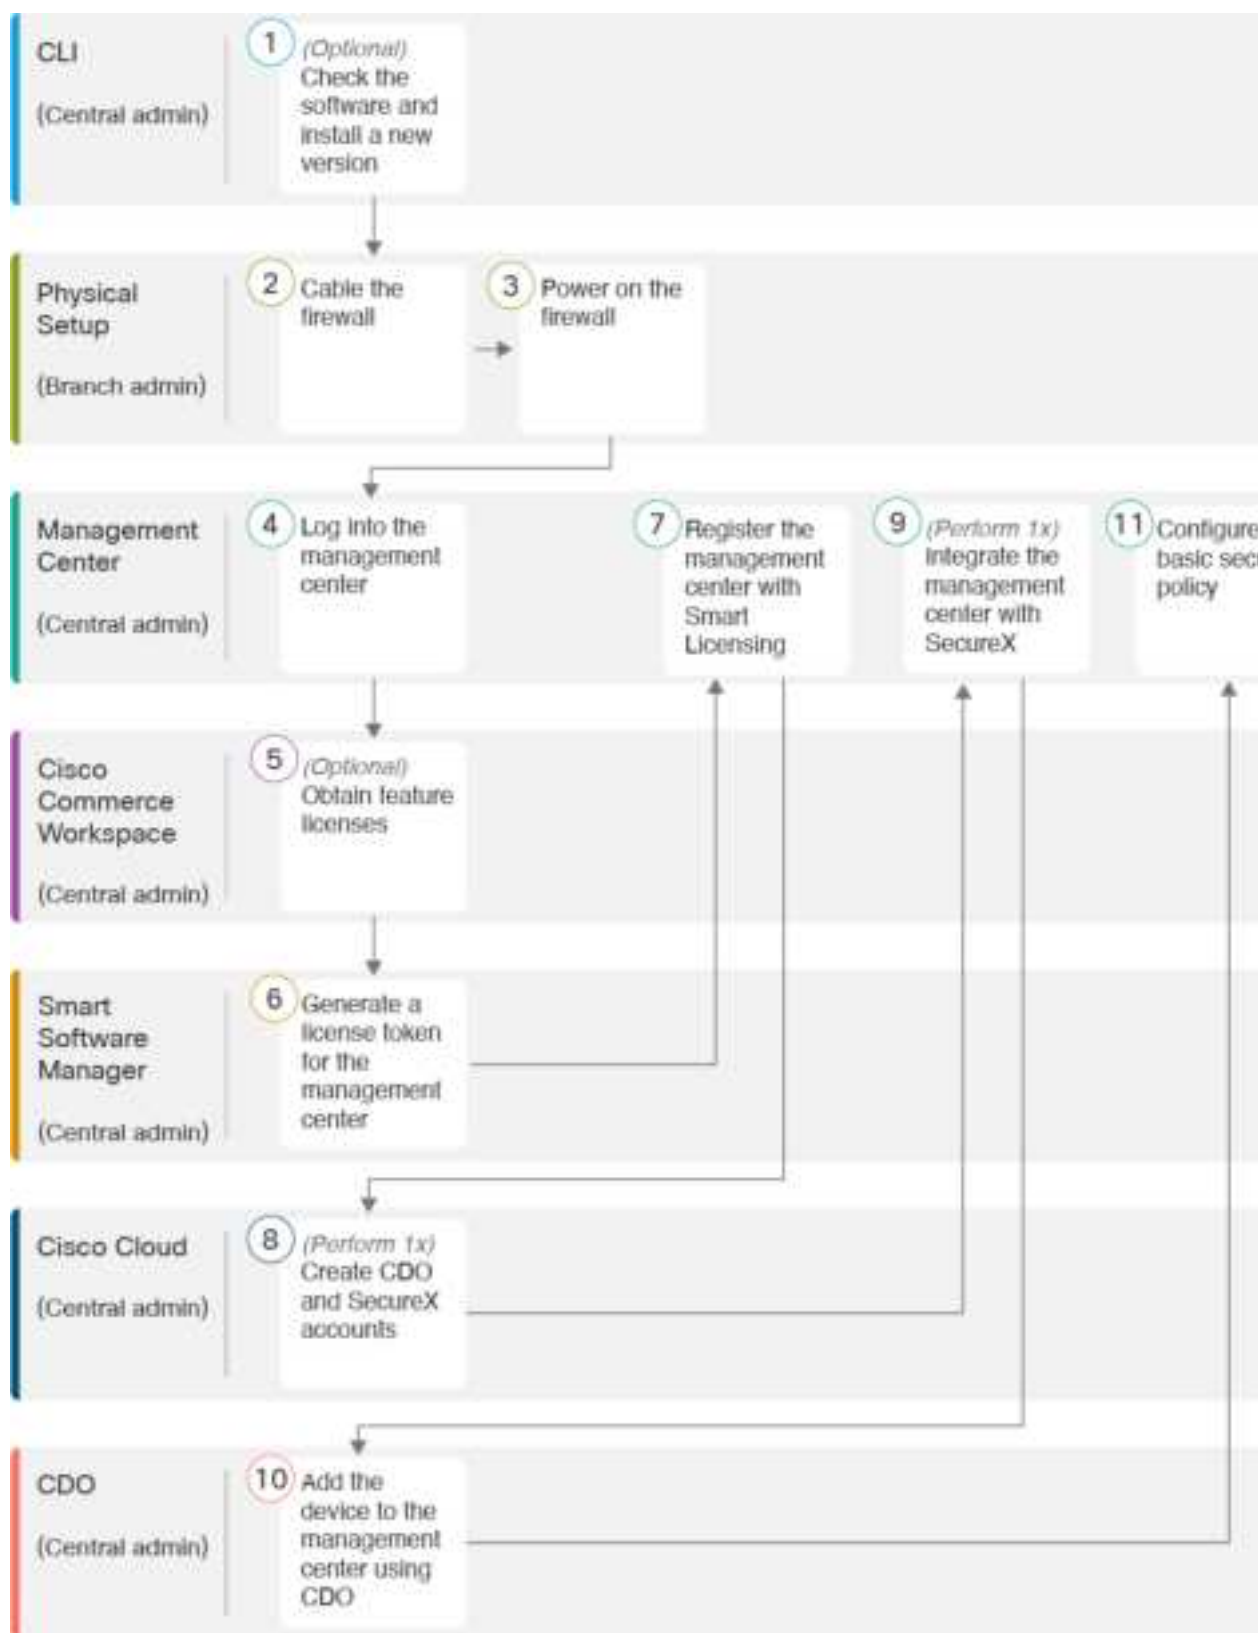 CLI
(Central admin)
1
(Optional)
Check the
software and
install a new
version
Physical
Setup
(Branch admin)
2
Cable the
firewall
3
Power on the
firewall
Management
Center
(Central admin)
4
Log into the
management
center
7
Register the
management
center with
Smart
Licensing
9
(Perform 1x)
Integrate the
management
center with
SecureX
11
Configure
basic secu
policy
Cisco
Commerce
Workspace
(Central admin)
5
(Optional)
Obtain feature
licenses
Smart
Software
Manager
(Central admin)
6
Generate a
license token
for the
management
center
Cisco Cloud
(Central admin)
8
(Perform 1x)
Create CDO
and SecureX
accounts
CDO
(Central admin)
10
Add the
device to the
management
center using
CDO